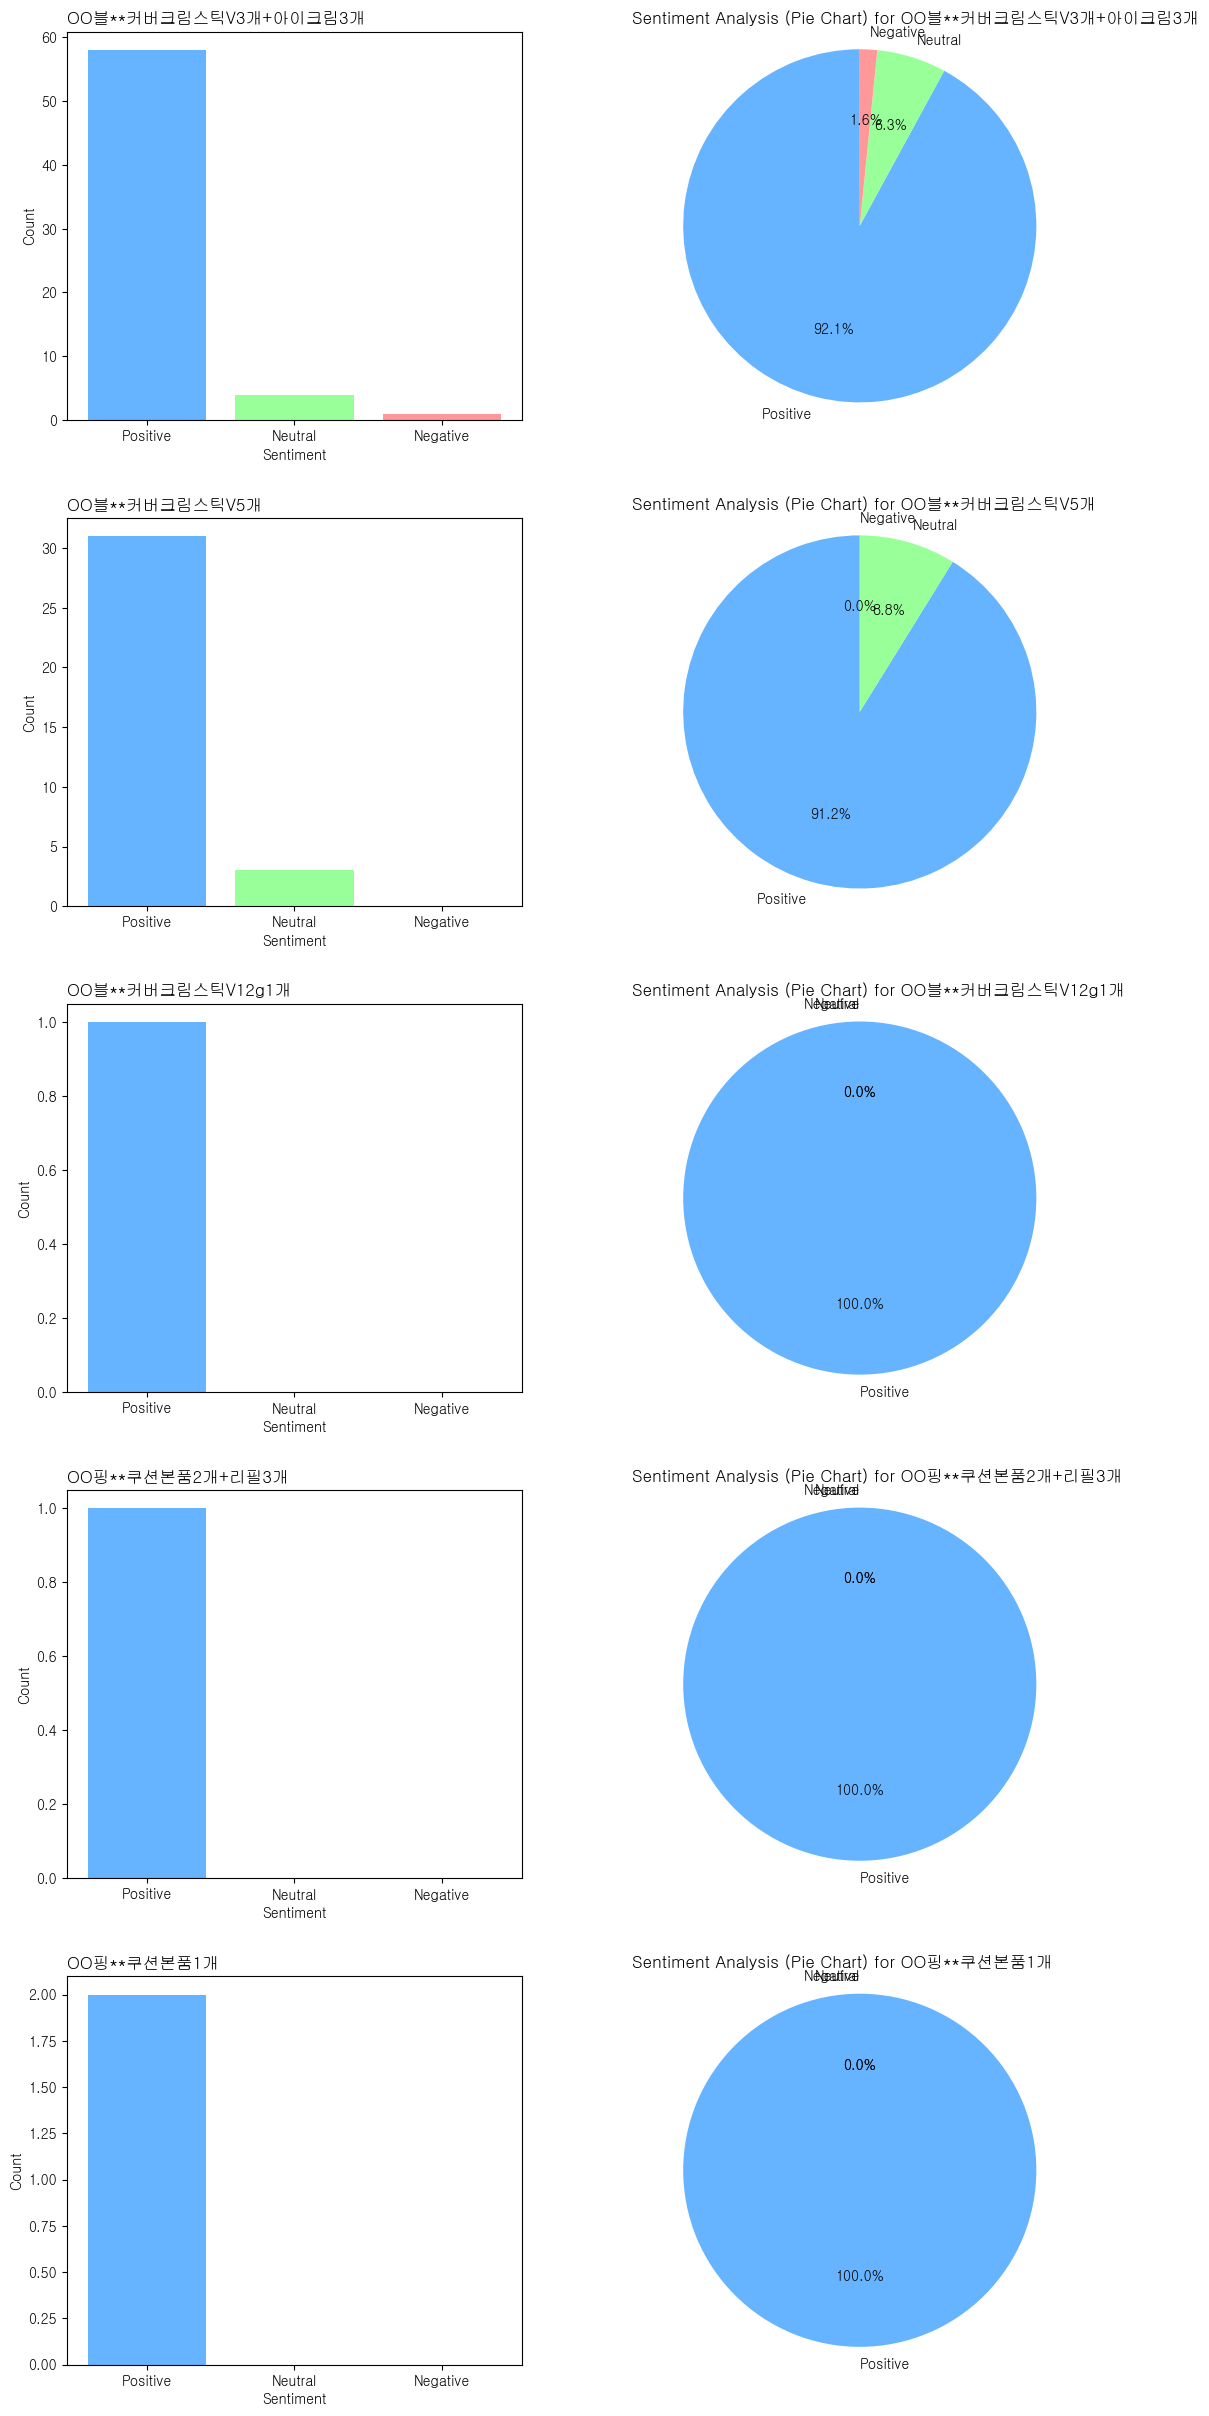 OO블**커버크림스틱V3개+아이크림3개
60
50
40
30
20
10
0
Count
Positive
Neutral
Negative
Sentiment
Sentiment Analysis (Pie Chart) for OO블**커버크림스틱V3개+아이크림3개
Negative
Neutral
1.6%
6.3%
92.1%
Positive
OO블**커버크림스틱V5개
30
25
20
15
10
5
0
Count
Positive
Neutral
Negative
Sentiment
Sentiment Analysis (Pie Chart) for OO블**커버크림스틱V5개
Negative
Neutral
0.0%
8.8%
91.2%
Positive
OO블**커버크림스틱V12g1개
1.0
0.8
0.6
0.4
0.2
0.0
Count
Positive
Neutral
Negative
Sentiment
Sentiment Analysis (Pie Chart) for OO블**커버크림스틱V12g1개
Negative
Neutral
0.0%
0.0%
100.0%
Positive
OO핑**쿠션본품2개+리필3개
1.0
0.8
0.6
0.4
0.2
0.0
Count
Positive
Neutral
Negative
Sentiment
Sentiment Analysis (Pie Chart) for OO핑**쿠션본품2개+리필3개
Negative
Neutral
0.0%
0.0%
100.0%
Positive
OO핑**쿠션본품1개
2.00
1.75
1.50
1.25
1.00
0.75
0.50
0.25
0.00
Count
Positive
Neutral
Negative
Sentiment
Sentiment Analysis (Pie Chart) for OO핑**쿠션본품1개
Negative
Neutral
0.0%
0.0%
100.0%
Positive